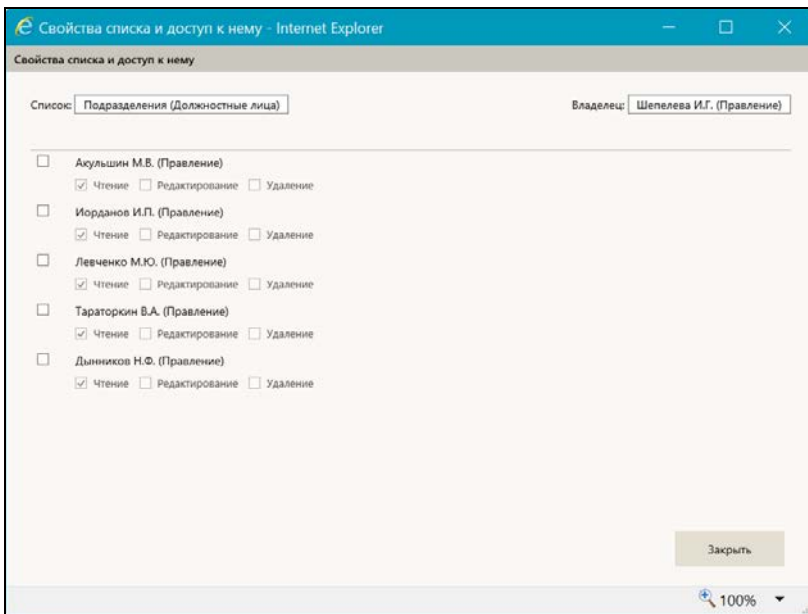 Свойства списка и доступ к нему - Internet Explorer
Свойства списка и доступ к нему
Список: Подразделения (Должностные лица) Владелец: Шепелева И.Г. (Правление)
Акульшин М.В. (Правление)
Чтение Редактирование Удаление
Иорданов И.П. (Правление)
Чтение Редактирование Удаление
Левченко М.Ю. (Правление)
Чтение Редактирование Удаление
Тараторкин В.А. (Правление)
Чтение Редактирование Удаление
Дынников Н.Ф. (Правление)
Чтение Редактирование Удаление
Закрыть
100%